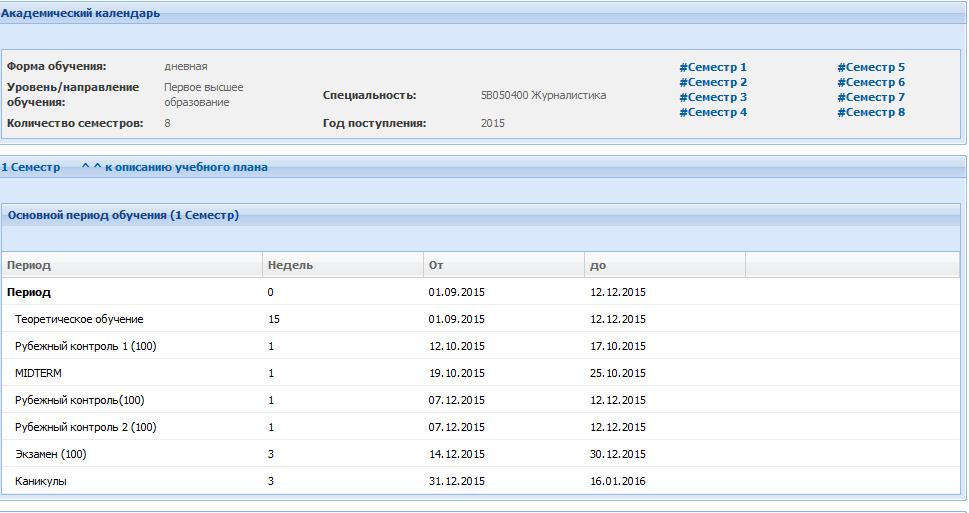 Академический календарь
Форма обучения: дневная
Уровень/направление обучения: Первое высшее образование
Специальность: 5B050400 Журналистика
Количество семестров: 8
Год поступления: 2015
#Семестр 1 #Семестр 5
#Семестр 2 #Семестр 6
#Семестр 3 #Семестр 7
#Семестр 4 #Семестр 8
1 Семестр ^ ^ к описанию учебного плана
Основной период обучения (1 Семестр)
Период Недель От до
Период 0 01.09.2015 12.12.2015
Теоретическое обучение 15 01.09.2015 12.12.2015
Рубежный контроль 1 (100) 1 12.10.2015 17.10.2015
MIDTERM 1 19.10.2015 25.10.2015
Рубежный контроль(100) 1 07.12.2015 12.12.2015
Рубежный контроль 2 (100) 1 07.12.2015 12.12.2015
Экзамен (100) 3 14.12.2015 30.12.2015
Каникулы 3 31.12.2015 16.01.2016